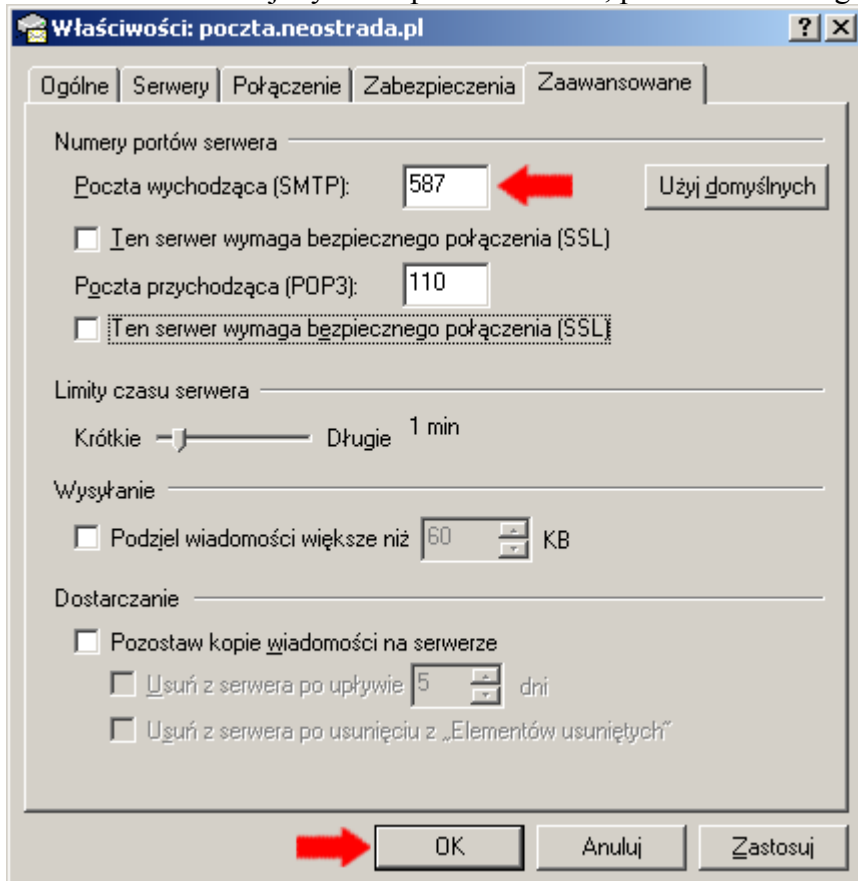 Właściwości: poczta.neostrada.pl
Ogólne Serwery Połączenie Zabezpieczenia Zaawansowane
Numery portów serwera
Poczta wychodząca (SMTP): 587 Użyj domyślnych
Ten serwer wymaga bezpiecznego połączenia (SSL)
Poczta przychodząca (POP3): 110
Ten serwer wymaga bezpiecznego połączenia (SSL)
Limity czasu serwera
Krótkie Długie 1 min
Wysyłanie
Podziel wiadomości większe niż 60 KB
Dostarczanie
Pozostaw kopie wiadomości na serwerze
Usuń z serwera po upływie 5 dni
Usuń z serwera po usunięciu z „Elementów usuniętych”
OK Anuluj Zastosuj